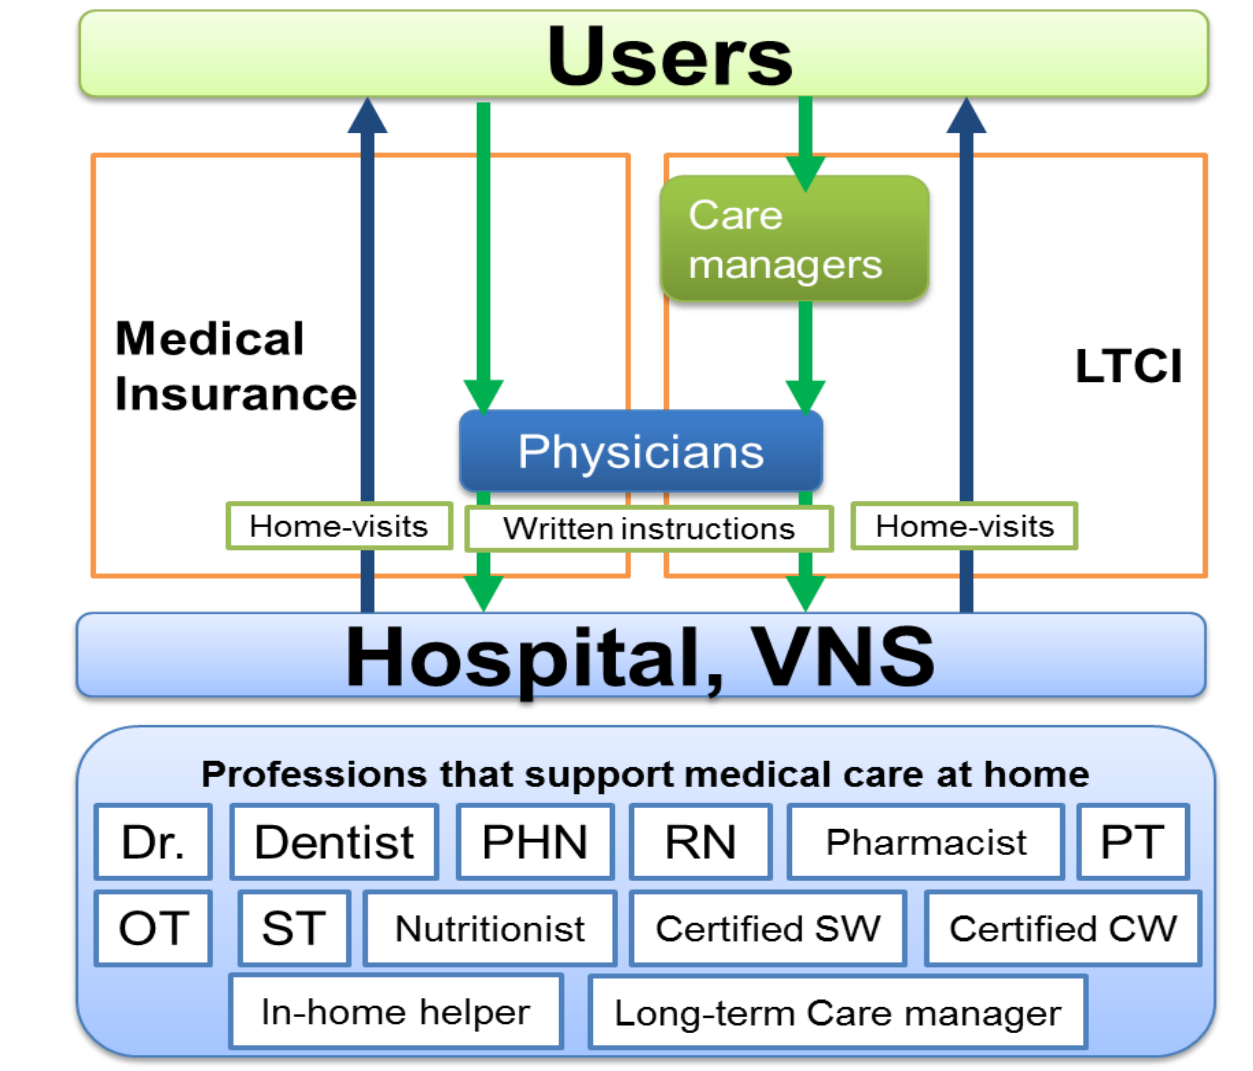 Users
Care
managers
Medical
Insurance
LTCI
Physicians
Home-visits
Written instructions
Home-visits
Hospital, VNS
Professions that support medical care at home
Dr.
Dentist
PHN
RN
Pharmacist
PT
OT
ST
Nutritionist
Certified SW
Certified CW
In-home helper
Long-term Care manager